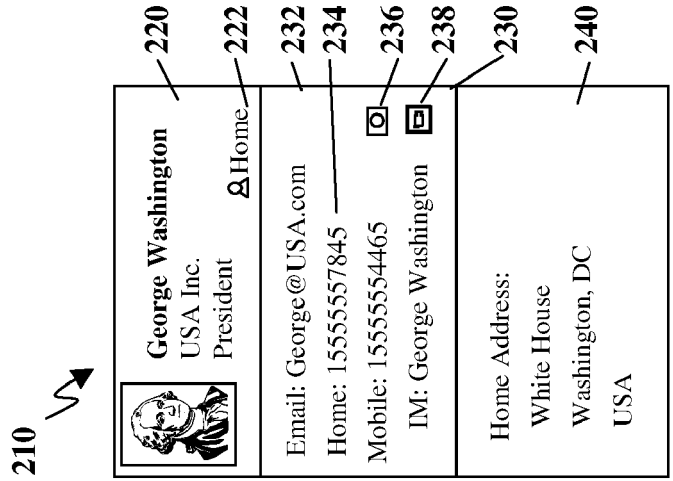 210
George Washington
USA Inc.
President
Home
220
222
Email: George@USA.com
Home: 15555557845
Mobile: 15555554465
IM: George Washington
232
234
236
238
230
Home Address:
White House
Washington, DC
USA
240